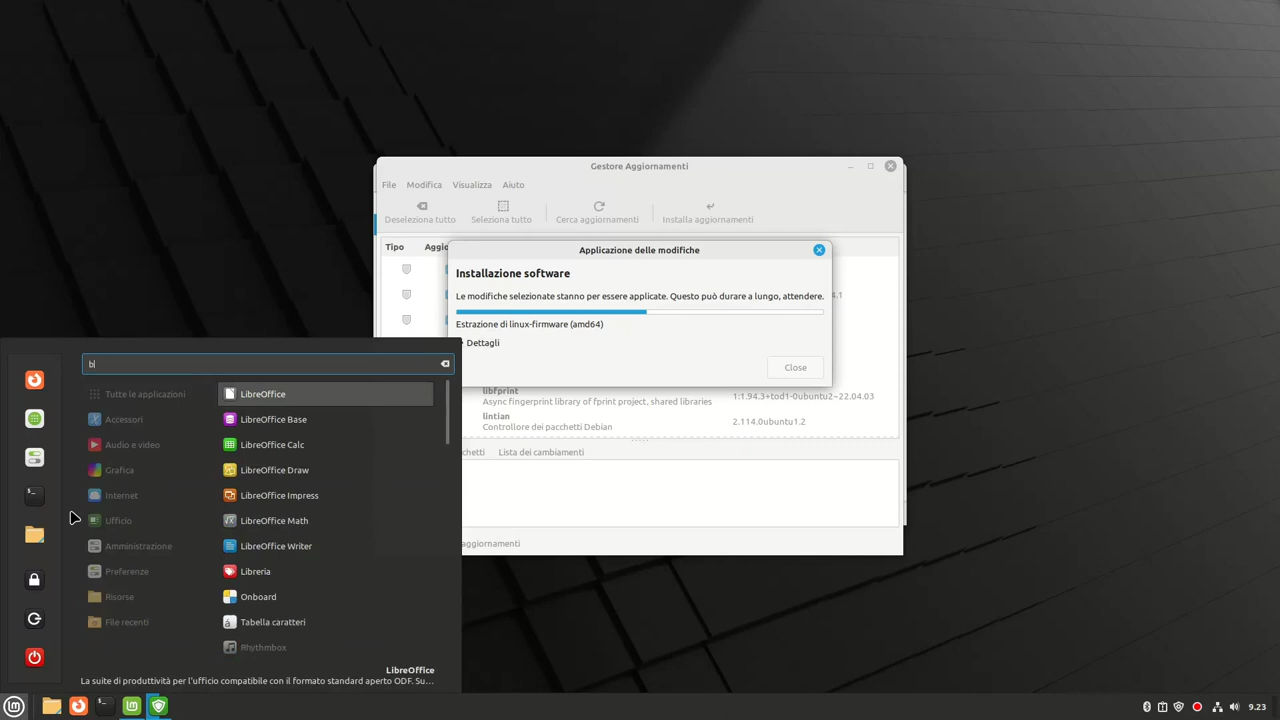 Gestore Aggiornamenti
File Modifica Visualizza Aiuto
Deseleziona tutto Seleziona tutto Cerca aggiornamenti Installa aggiornamenti
Tipo Aggio
Applicazione delle modifiche
Installazione software
Le modifiche selezionate stanno per essere applicate. Questo può durare a lungo, attendere.
Estrazione di linux-firmware (amd64)
Dettagli
Close
libfprint
Async fingerprint library of fprint project, shared libraries 1:1.94.3+tod1-0ubuntu2~22.04.03
lintian
Controllore dei pacchetti Debian 2.114.0ubuntu1.2
chetti Lista dei cambiamenti
aggiornamenti
b
Tutte le applicazioni
Accessori
Audio e video
Grafica
Internet
Ufficio
Amministrazione
Preferenze
Risorse
File recenti
LibreOffice
LibreOffice Base
LibreOffice Calc
LibreOffice Draw
LibreOffice Impress
LibreOffice Math
LibreOffice Writer
Libreria
Onboard
Tabella caratteri
Rhythmbox
LibreOffice
La suite di produttività per l'ufficio compatibile con il formato standard aperto ODF. Su...
9.23